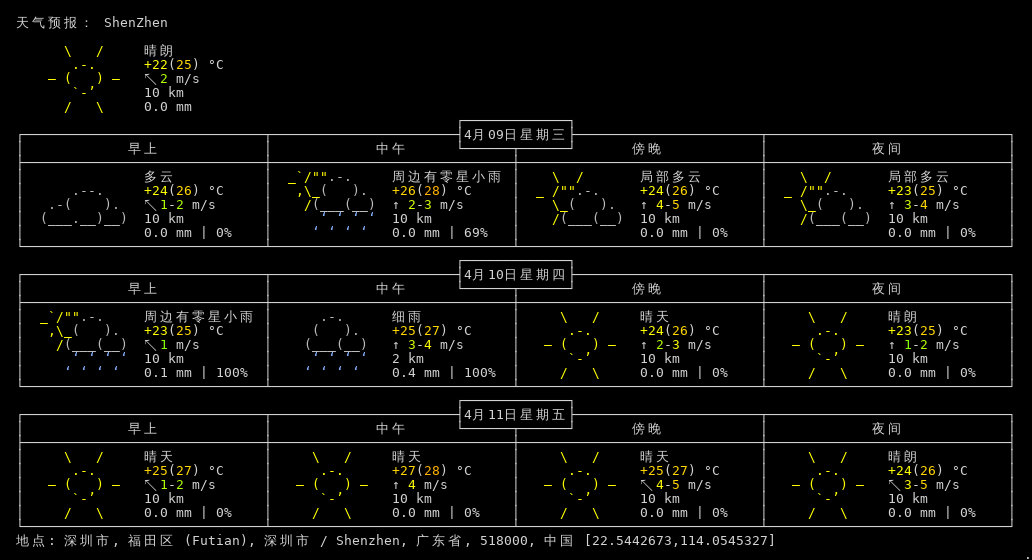 天气预报： ShenZhen
晴朗
+22(25) °C
↖ 2 m/s
10 km
0.0 mm
4月09日星期三
早上 中午 傍晚 夜间
多云 周边有零星小雨 局部多云 局部多云
+24(26) °C +26(28) °C +24(26) °C +23(25) °C
↖ 1-2 m/s ↑ 2-3 m/s ↑ 4-5 m/s ↑ 3-4 m/s
10 km 10 km 10 km 10 km
0.0 mm | 0% 0.0 mm | 69% 0.0 mm | 0% 0.0 mm | 0%
4月10日星期四
早上 中午 傍晚 夜间
周边有零星小雨 细雨 晴天 晴朗
+23(25) °C +25(27) °C +24(26) °C +23(25) °C
↖ 1 m/s ↑ 3-4 m/s ↑ 2-3 m/s ↑ 1-2 m/s
10 km 2 km 10 km 10 km
0.1 mm | 100% 0.4 mm | 100% 0.0 mm | 0% 0.0 mm | 0%
4月11日星期五
早上 中午 傍晚 夜间
晴天 晴天 晴天 晴朗
+25(27) °C +27(28) °C +25(27) °C +24(26) °C
↖ 1-2 m/s ↑ 4 m/s ↖ 4-5 m/s ↖ 3-5 m/s
10 km 10 km 10 km 10 km
0.0 mm | 0% 0.0 mm | 0% 0.0 mm | 0% 0.0 mm | 0%
地点: 深圳市, 福田区 (Futian), 深圳市 / Shenzhen, 广东省, 518000, 中国 [22.5442673,114.0545327]